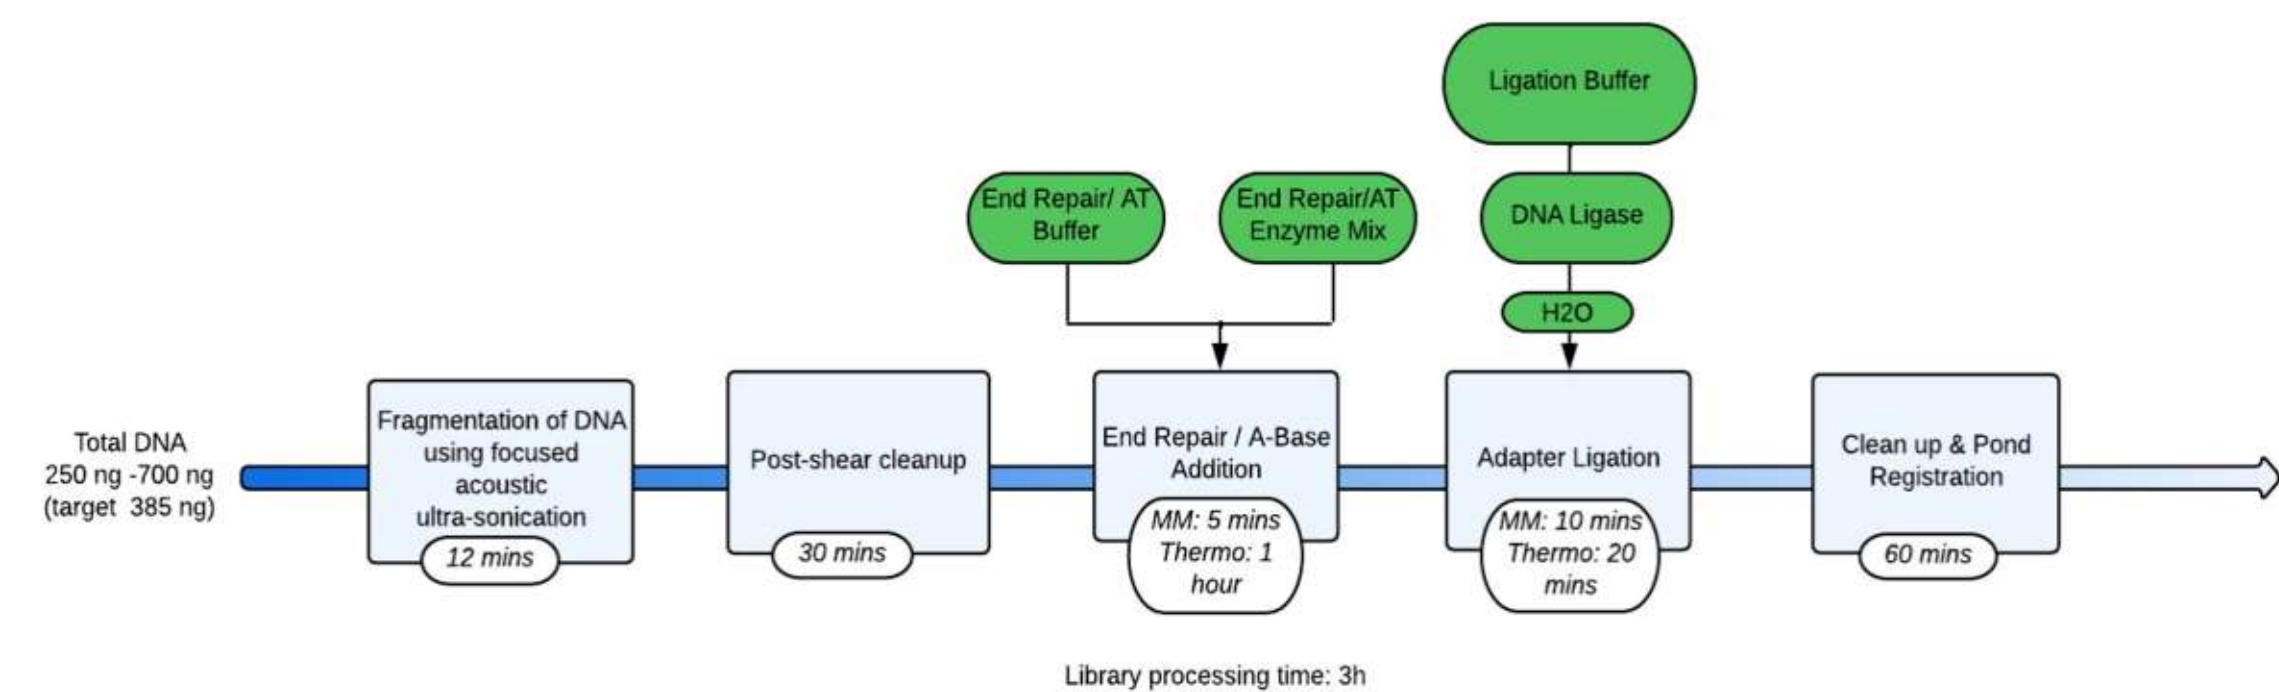 Ligation Buffer
End Repair/ AT
Buffer
End Repair/AT
Enzyme Mix
DNA Ligase
H2O
Total DNA
250 ng -700 ng
(target  385 ng)
Fragmentation of DNA
using focused
acoustic
ultra-sonication
12 mins
Post-shear cleanup
30 mins
End Repair / A-Base
Addition
MM: 5 mins
Thermo: 1
hour
Adapter Ligation
MM: 10 mins
Thermo: 20
mins
Clean up & Pond
Registration
60 mins
Library processing time: 3h